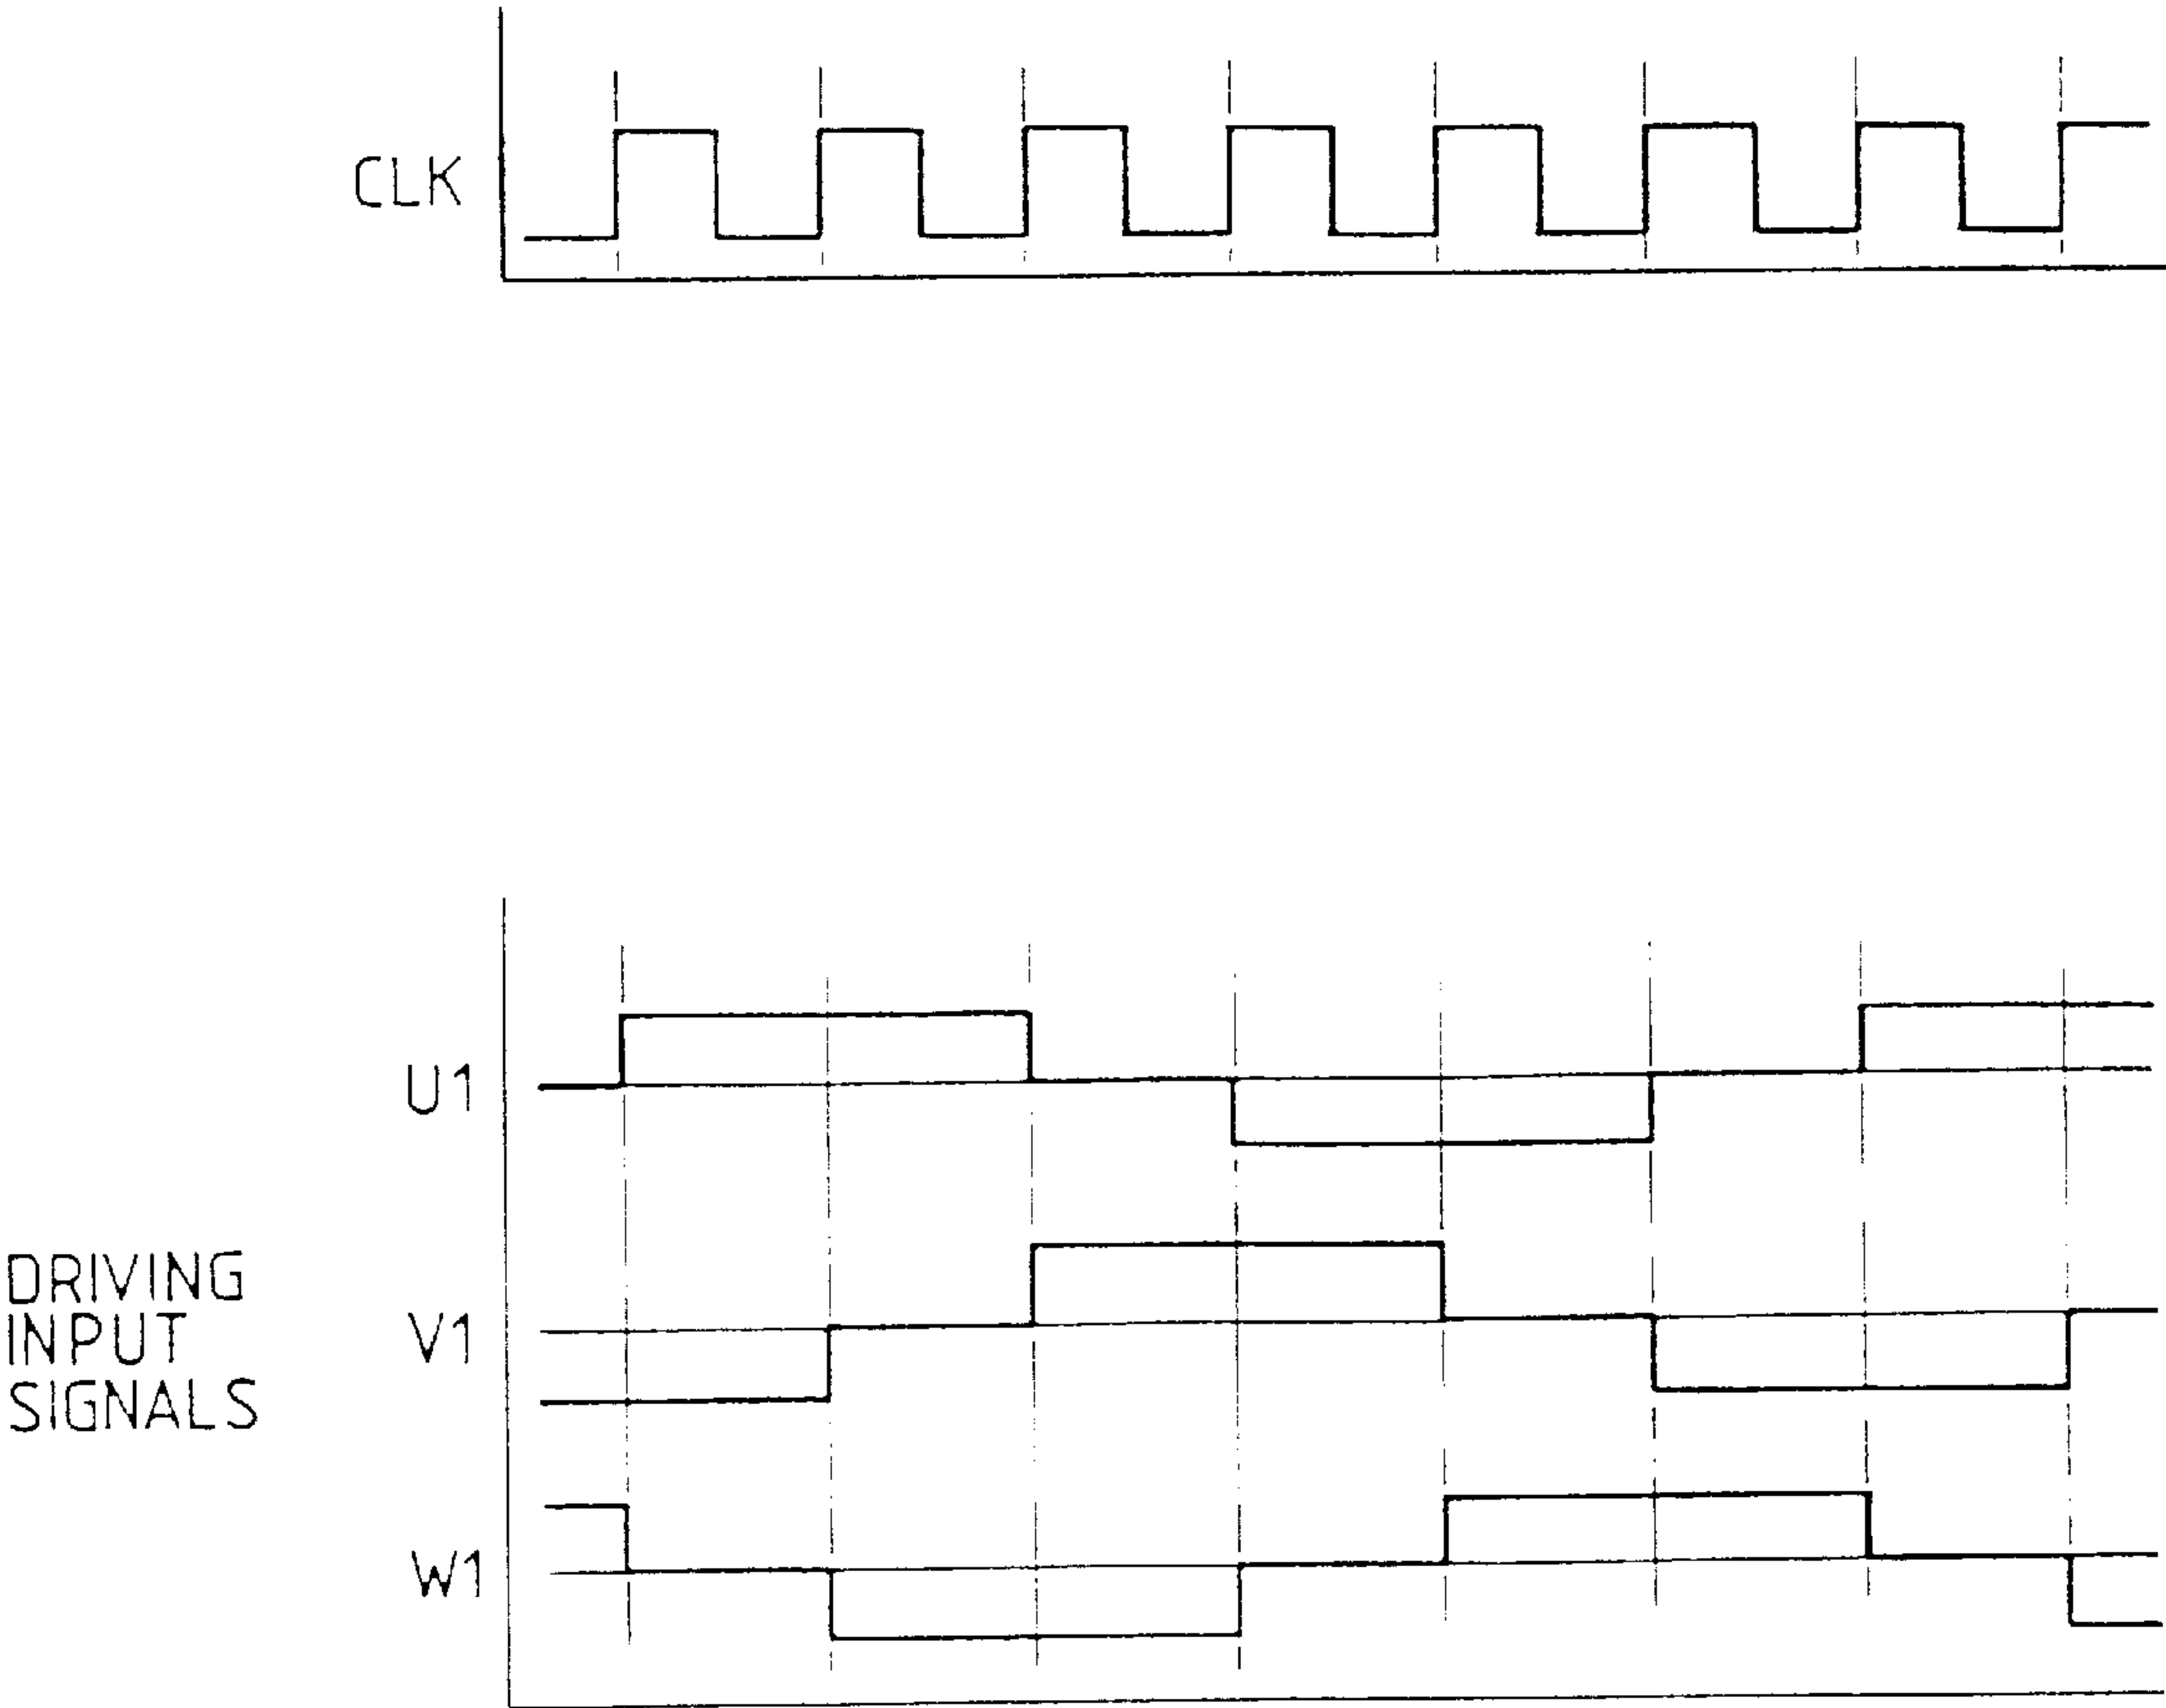 CLK
U1
DRIVING
INPUT
SIGNALS
V1
W1